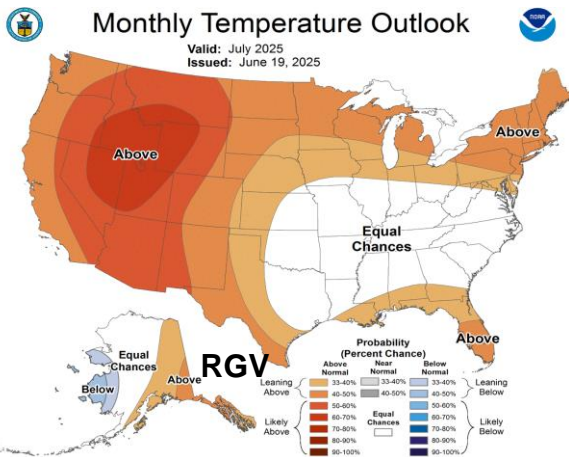 Monthly Temperature Outlook
NOAA
Valid: July 2025
Issued: June 19, 2025
Above
Above
Equal
Chances
Above
Equal
Chances
Above
Below
RGV
Probability
(Percent Chance)
Above
Normal
Near
Normal
Below
Normal
Leaning
Above
33-40%
40-50%
33-40%
40-50%
33-40%
40-50%
Leaning
Below
Likely
Above
50-60%
60-70%
70-80%
80-90%
90-100%
Equal
Chances
50-60%
60-70%
70-80%
80-90%
90-100%
Likely
Below